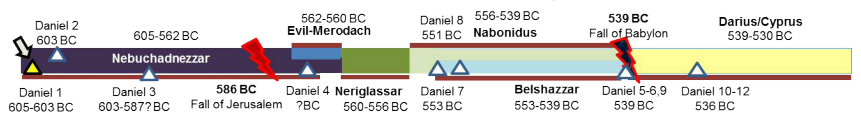 Daniel 2
603 BC
605-562 BC
562-560 BC
Evil-Merodach
Daniel 8
551 BC
556-539 BC
Nabonidus
539 BC
Fall of Babylon
Darius/Cyprus
539-530 BC
Nebuchadnezzar
Daniel 1
605-603 BC
Daniel 3
603-587?BC
586 BC
Fall of Jerusalem
Daniel 4
?BC
Neriglassar
560-556 BC
Daniel 7
553 BC
Belshazzar
553-539 BC
Daniel 5-6,9
539 BC
Daniel 10-12
536 BC